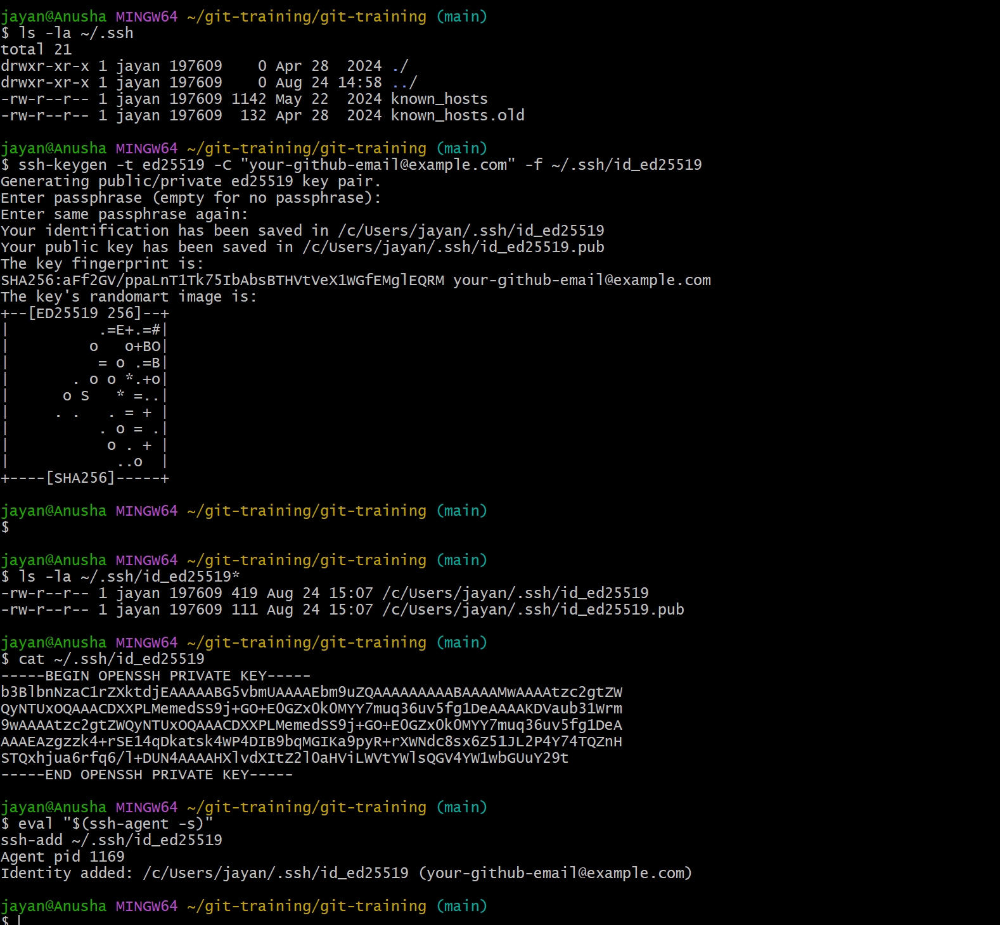 jayan@Anusha MINGW64 ~/git-training/git-training (main)
$ ls -la ~/.ssh
total 21
drwxr-xr-x 1 jayan 197609    0 Apr 28  2024 ./
drwxr-xr-x 1 jayan 197609    0 Aug 24 14:58 ../
-rw-r--r-- 1 jayan 197609 1142 May 22  2024 known_hosts
-rw-r--r-- 1 jayan 197609  132 Apr 28  2024 known_hosts.old
jayan@Anusha MINGW64 ~/git-training/git-training (main)
$ ssh-keygen -t ed25519 -C "your-github-email@example.com" -f ~/.ssh/id_ed25519
Generating public/private ed25519 key pair.
Enter passphrase (empty for no passphrase):
Enter same passphrase again:
Your identification has been saved in /c/Users/jayan/.ssh/id_ed25519
Your public key has been saved in /c/Users/jayan/.ssh/id_ed25519.pub
The key fingerprint is:
SHA256:aFf2GV/ppaLnT1Tk75IbAbsBTHVtVeX1WGfEMglEQRM your-github-email@example.com
The key's randomart image is:
+--[ED25519 256]--+
|          .=E+.=#|
|         o   o+BO|
|          = o .=B|
|       . o o *.+o|
|      o S   * =..|
|     . .   . = + |
|          . o = .|
|           o . + |
|            ..o  |
+----[SHA256]-----+
jayan@Anusha MINGW64 ~/git-training/git-training (main)
$
jayan@Anusha MINGW64 ~/git-training/git-training (main)
$ ls -la ~/.ssh/id_ed25519*
-rw-r--r-- 1 jayan 197609 419 Aug 24 15:07 /c/Users/jayan/.ssh/id_ed25519
-rw-r--r-- 1 jayan 197609 111 Aug 24 15:07 /c/Users/jayan/.ssh/id_ed25519.pub
jayan@Anusha MINGW64 ~/git-training/git-training (main)
$ cat ~/.ssh/id_ed25519
-----BEGIN OPENSSH PRIVATE KEY-----
b3BlbnNzaC1rZXktdjEAAAAABG5vbmUAAAAEbm9uZQAAAAAAAAABAAAAMwAAAAtzc2gtZW
QyNTUxOQAAACDXXPLMemedSS9j+GO+E0GZx0k0MYY7muq36uv5fg1DeAAAAKDVaub31Wrm
9wAAAAtzc2gtZWQyNTUxOQAAACDXXPLMemedSS9j+GO+E0GZx0k0MYY7muq36uv5fg1DeA
AAAEAzgzzk4+rSE14qDkatsk4WP4DIB9bqMGIKa9pyR+rXWNdc8sx6Z51JL2P4Y74TQZnH
STQxhjua6rfq6/l+DUN4AAAAHXlvdXItZ2l0aHViLWVtYWlsQGV4YW1wbGUuY29t
-----END OPENSSH PRIVATE KEY-----
jayan@Anusha MINGW64 ~/git-training/git-training (main)
$ eval "$(ssh-agent -s)"
ssh-add ~/.ssh/id_ed25519
Agent pid 1169
Identity added: /c/Users/jayan/.ssh/id_ed25519 (your-github-email@example.com)
jayan@Anusha MINGW64 ~/git-training/git-training (main)
$